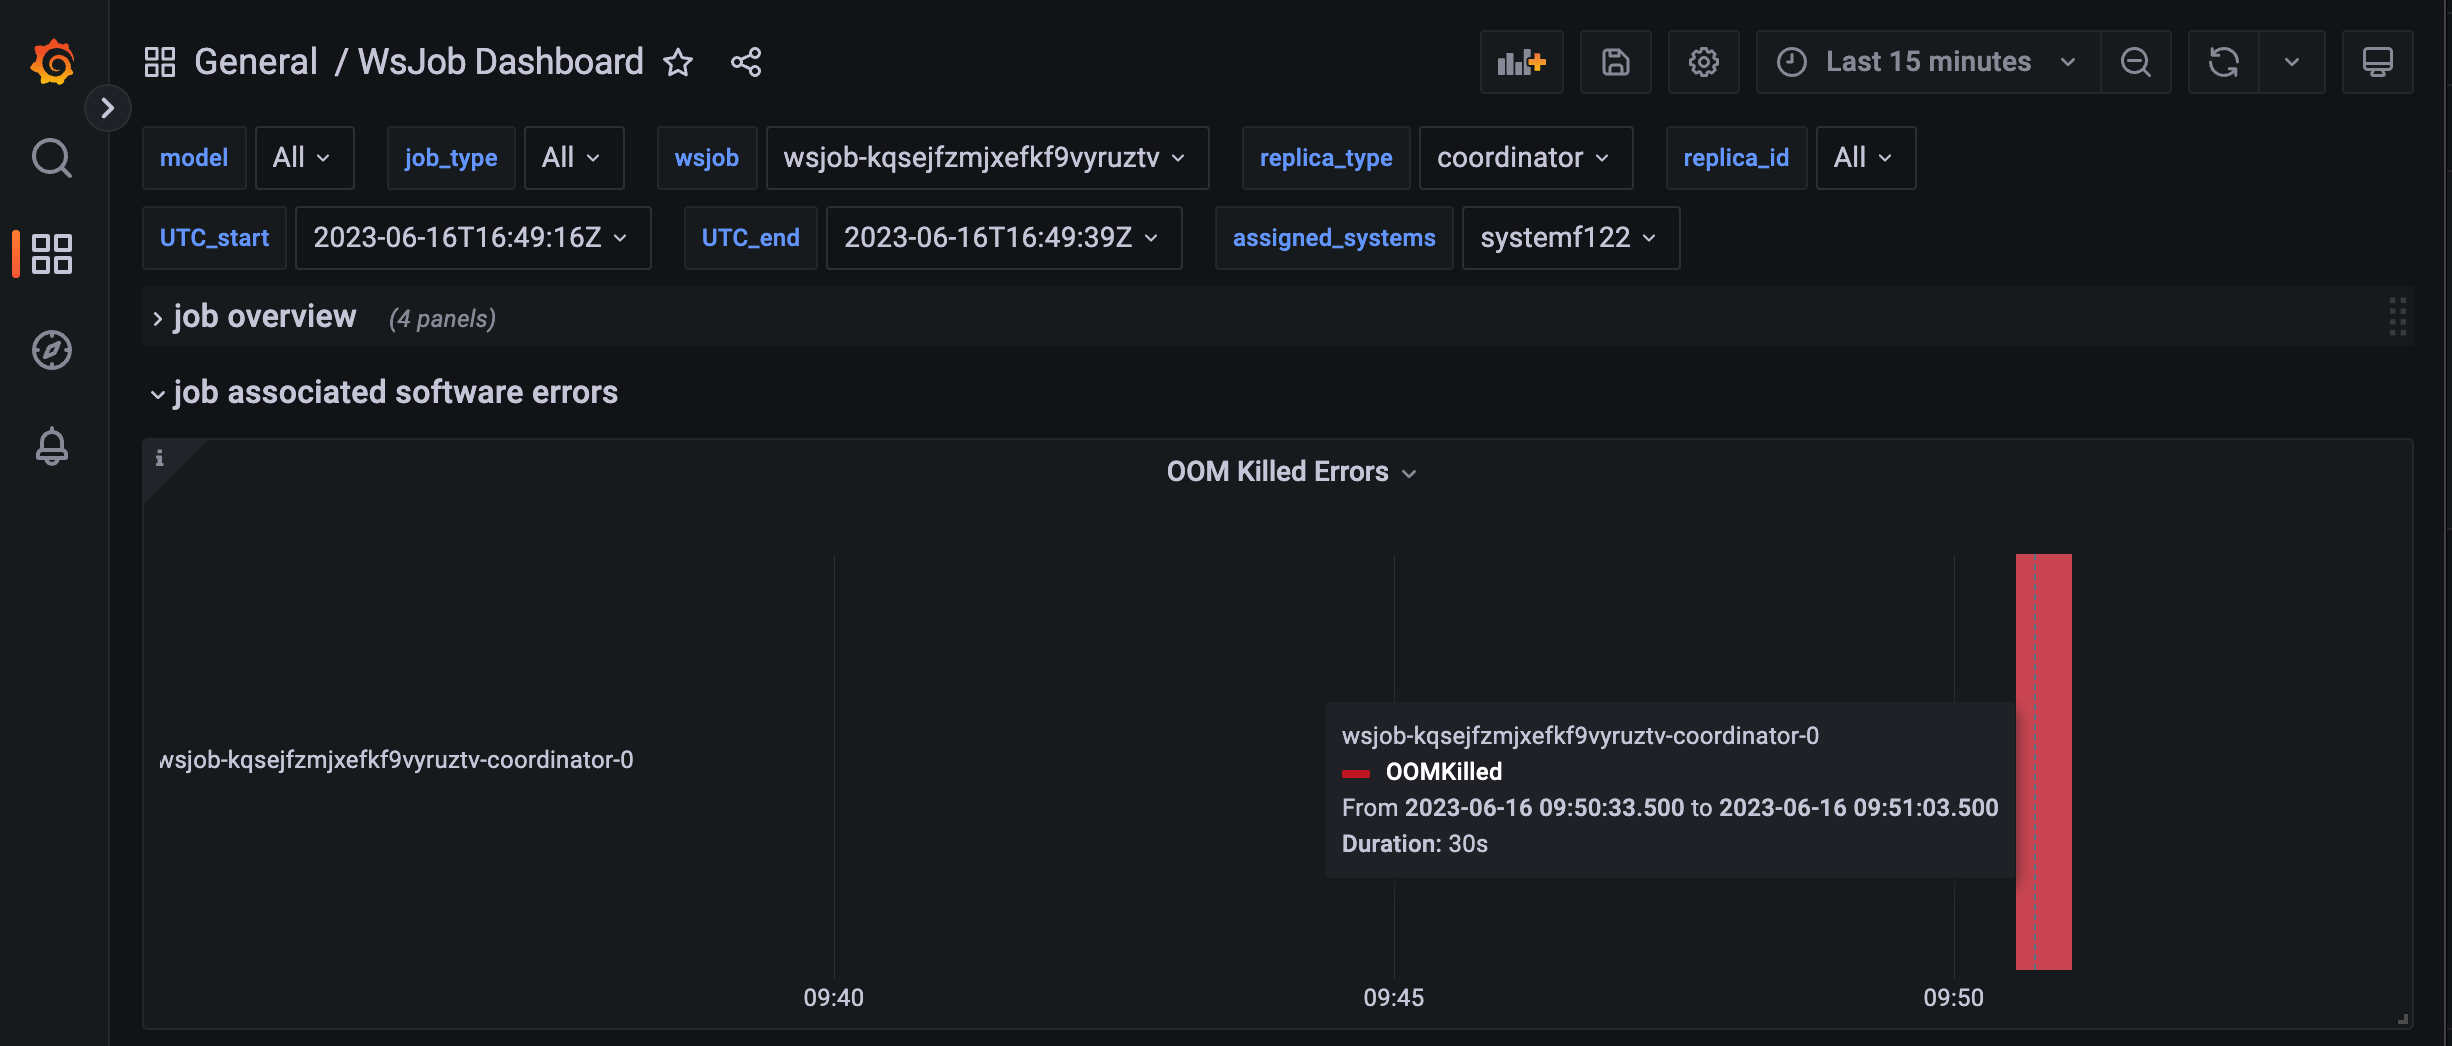 General / WsJob Dashboard
Last 15 minutes
model All job_type All wsjob wsjob-kqsejfzmjxefkf9vyruztv replica_type coordinator replica_id All
UTC_start 2023-06-16T16:49:16Z UTC_end 2023-06-16T16:49:39Z assigned_systems systemf122
job overview (4 panels)
job associated software errors
i
OOM Killed Errors
wsjob-kqsejfzmjxefkf9vyruztv-coordinator-0
wsjob-kqsejfzmjxefkf9vyruztv-coordinator-0
OOMKilled
From 2023-06-16 09:50:33.500 to 2023-06-16 09:51:03.500
Duration: 30s
09:40 09:45 09:50